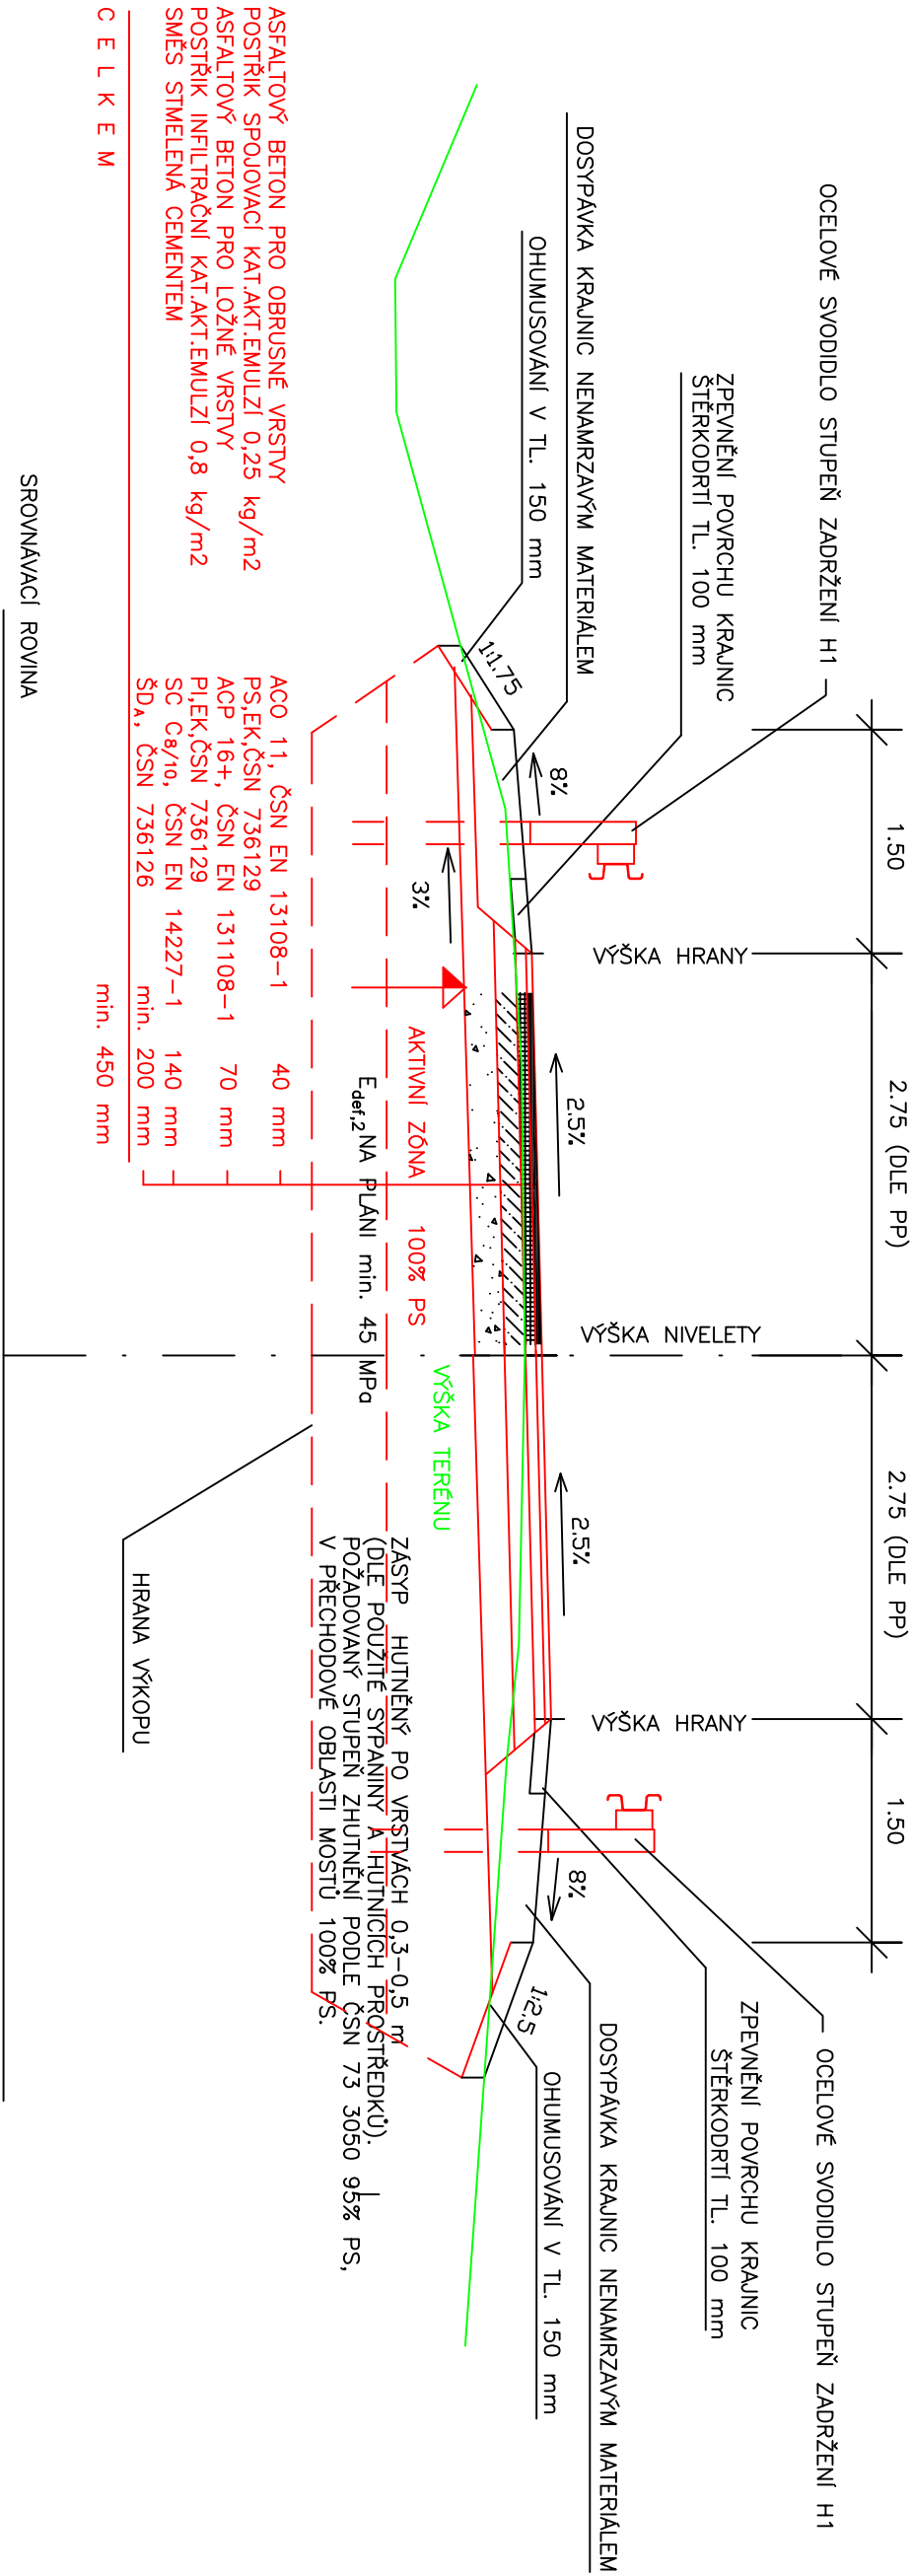 1.50
2.75 (DLE PP)
2.75 (DLE PP)
1.50
OCELOVÉ SVODIDLO STUPEŇ ZADRŽENÍ H1
OCELOVÉ SVODIDLO STUPEŇ ZADRŽENÍ H1
ZPEVNĚNÍ POVRCHU KRAJNIC
ŠTĚRKODRTÍ TL. 100 mm
ZPEVNĚNÍ POVRCHU KRAJNIC
ŠTĚRKODRTÍ TL. 100 mm
VÝŠKA HRANY
VÝŠKA NIVELETY
VÝŠKA HRANY
DOSYPÁVKA KRAJNIC NENAMRZAVÝM MATERIÁLEM
DOSYPÁVKA KRAJNIC NENAMRZAVÝM MATERIÁLEM
OHUMUSOVÁNÍ V TL. 150 mm
OHUMUSOVÁNÍ V TL. 150 mm
1:1.75
8%
2.5%
2.5%
8%
1:2.5
3%
AKTIVNÍ ZÓNA 100% PS
VÝŠKA TERÉNU
Edef,2 NA PLÁNI min. 45 MPa
ZÁSYP HUTNĚNÝ PO VRSTVÁCH 0,3-0,5 m
(DLE POUŽITÉ SYPANINY A HUTNÍCÍCH PROSTŘEDKŮ).
POŽADOVANÝ STUPEŇ ZHUTNĚNÍ PODLE ČSN 73 3050 95% PS,
V PŘECHODOVÉ OBLASTI MOSTŮ 100% PS.
HRANA VÝKOPU
ASFALTOVÝ BETON PRO OBRUSNÉ VRSTVY ACO 11, ČSN EN 13108-1 40 mm
POSTŘIK SPOJOVACÍ KAT.AKT.EMULZÍ 0,25 kg/m2 PS,EK,ČSN 736129
ASFALTOVÝ BETON PRO LOŽNÉ VRSTVY ACP 16+, ČSN EN 131108-1 70 mm
POSTŘIK INFILTRAČNÍ KAT.AKT.EMULZÍ 0,8 kg/m2 PI,EK,ČSN 736129
SMĚS STMELENÁ CEMENTEM SC C8/10, ČSN EN 14227-1 140 mm
ŠDA, ČSN 736126 min. 200 mm
C E L K E M min. 450 mm
SROVNÁVACÍ ROVINA